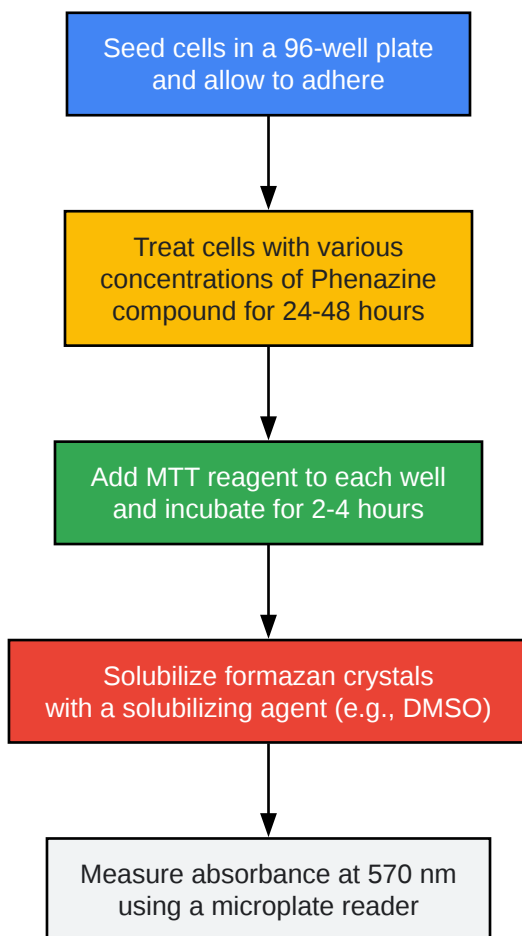 Seed cells in a 96-well plate
and allow to adhere
Treat cells with various
concentrations of Phenazine
compound for 24-48 hours
Add MTT reagent to each well
and incubate for 2-4 hours
Solubilize formazan crystals
with a solubilizing agent (e.g., DMSO)
Measure absorbance at 570 nm
using a microplate reader